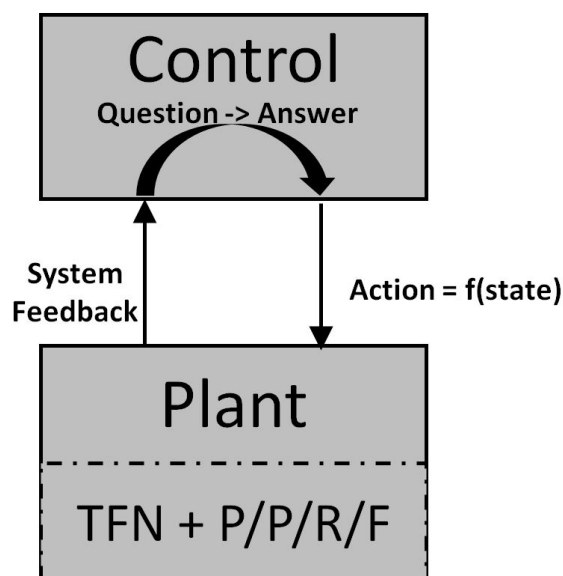 Control
Question -> Answer
System
Feedback
Action = f(state)
Plant
TFN + P/P/R/F